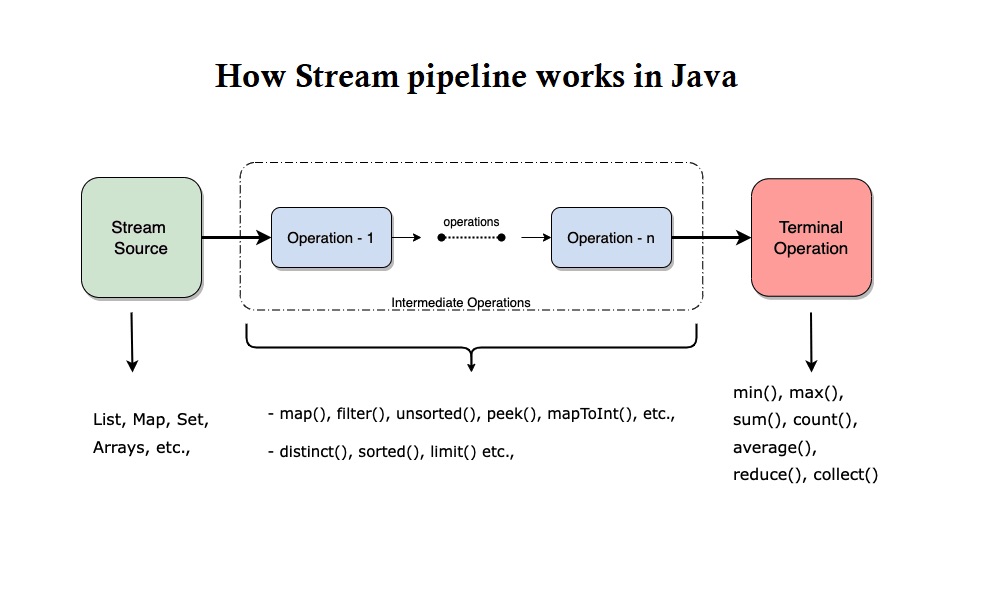 How Stream pipeline works in Java
Stream
Source
Operation - 1
operations
Operation - n
Terminal
Operation
Intermediate Operations
List, Map, Set,
Arrays, etc.,
- map(), filter(), unsorted(), peek(), mapToInt(), etc.,
- distinct(), sorted(), limit() etc.,
min(), max(),
sum(), count(),
average(),
reduce(), collect()